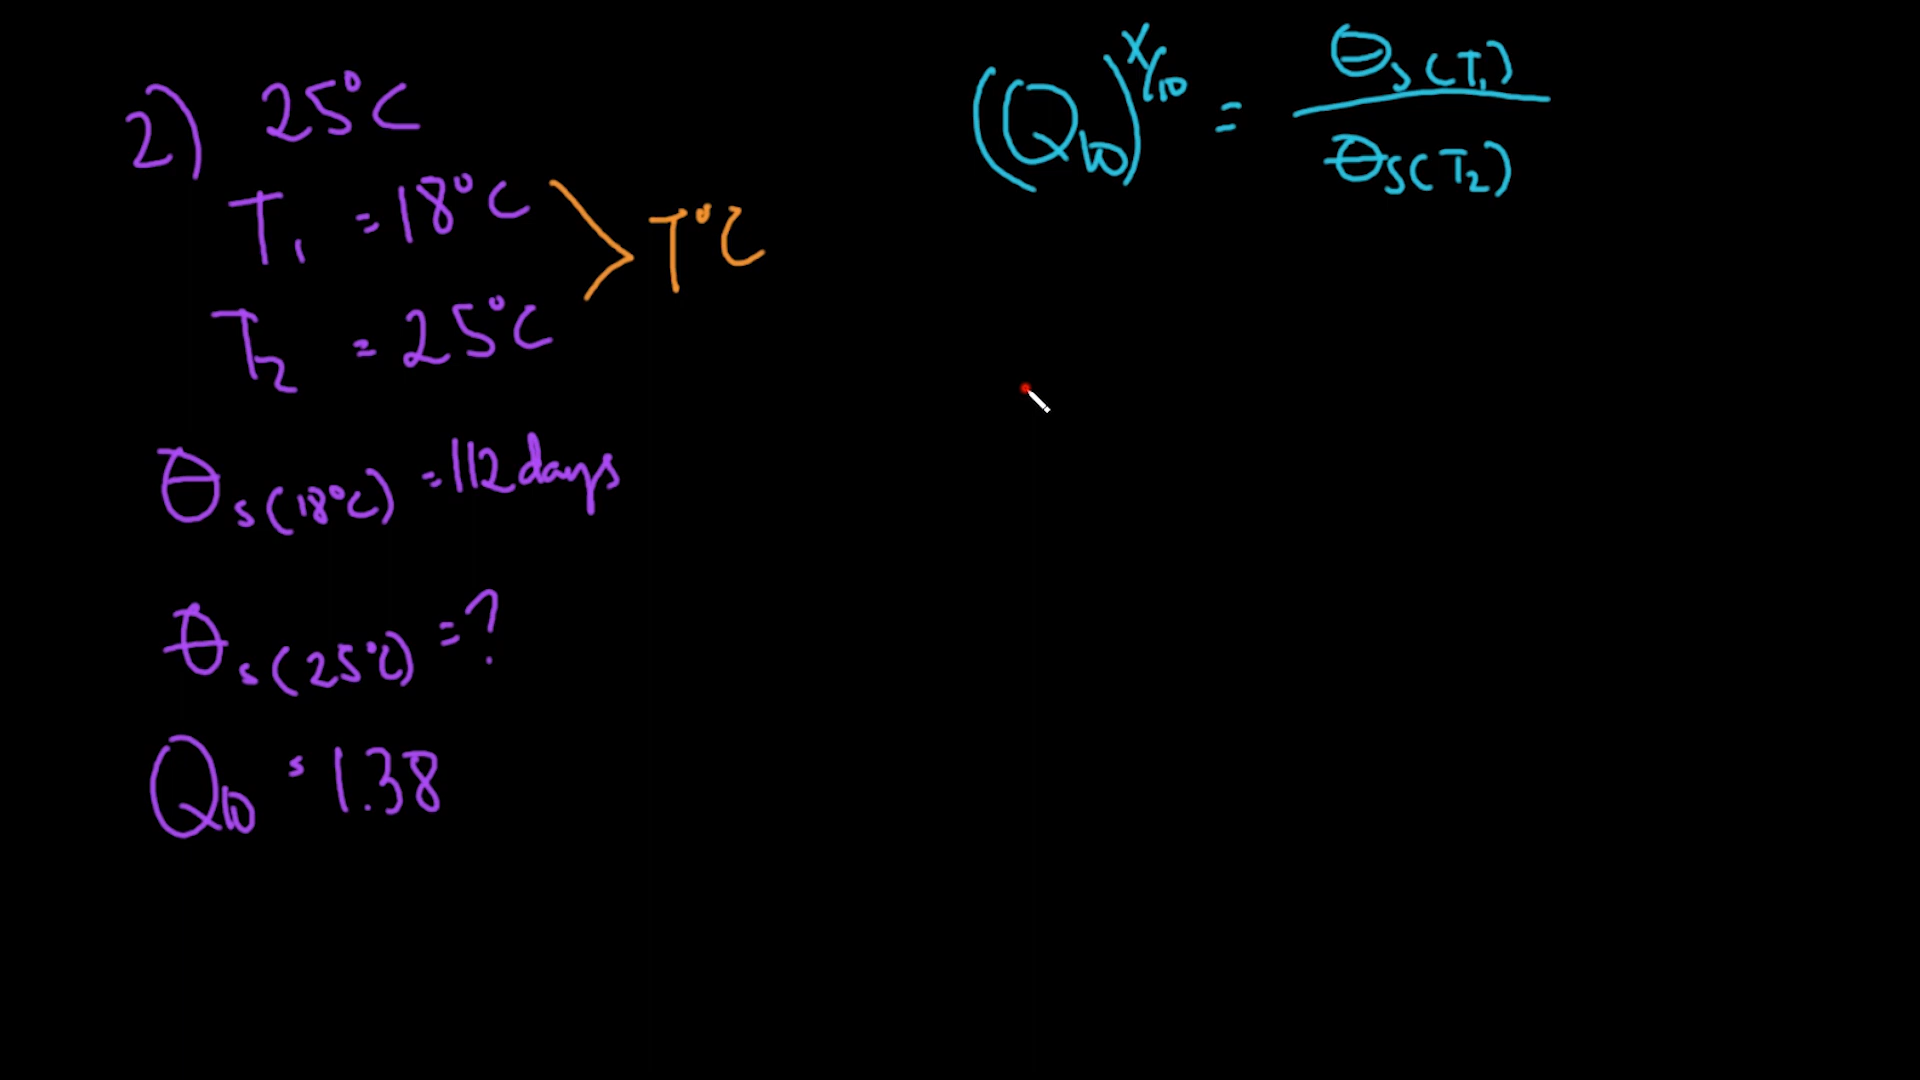 2) 25°C
T₁ = 18°C
T₂ = 25°C
T°C
θs(18°C) = 112 days
θs(25°C) = ?
Q₁₀ = 1.38
(Q₁₀)^x/10 = θs(T₁) / θs(T₂)